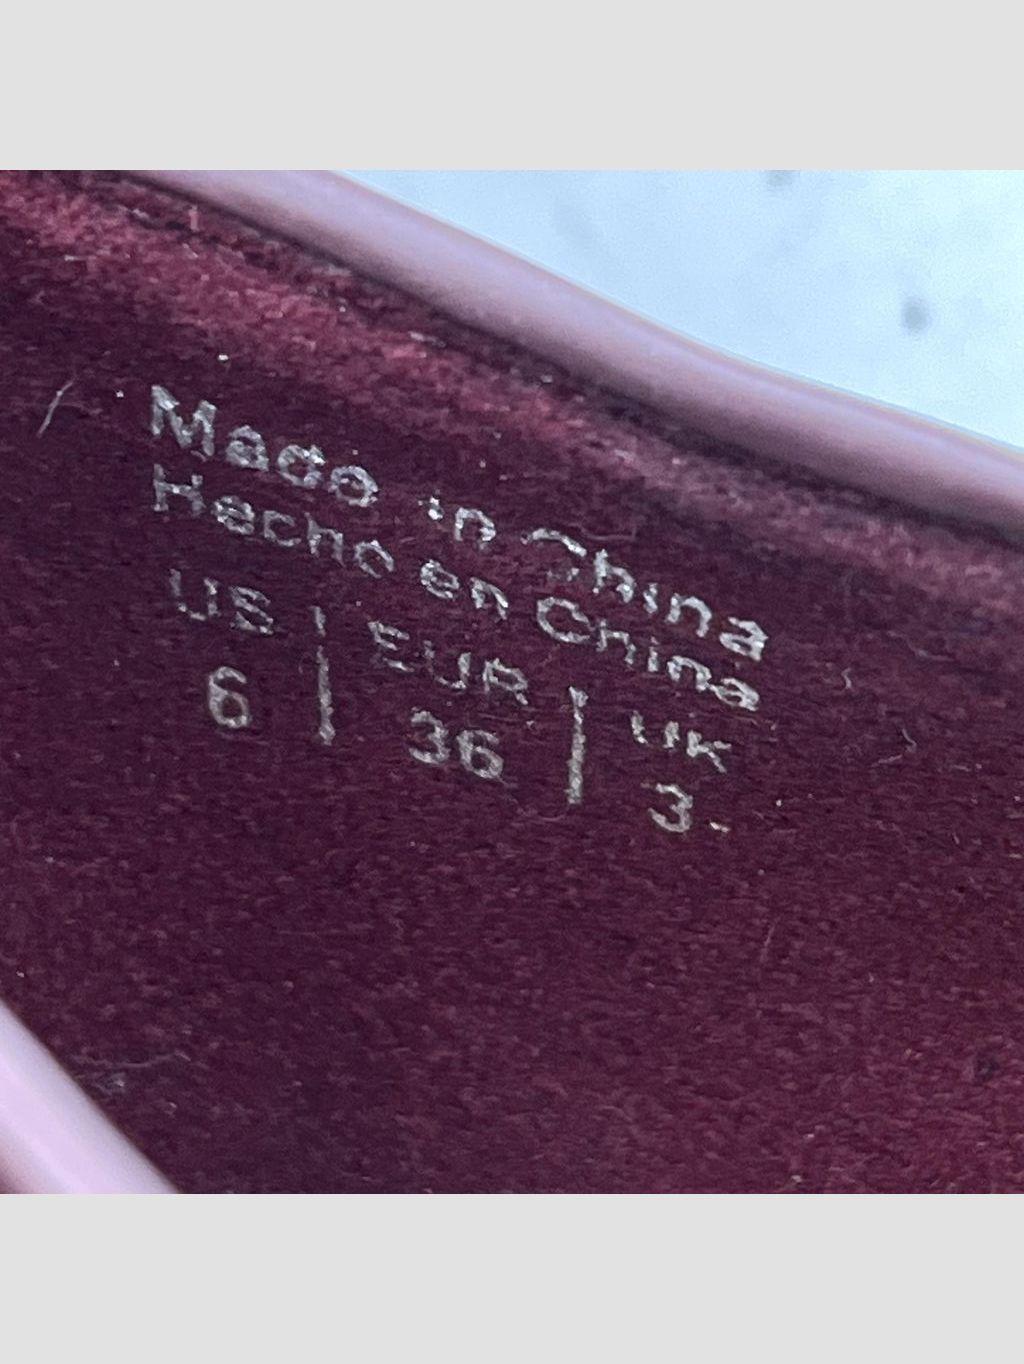 Made in China
Hecho en China
US | EUR | UK
6 | 36 | 3